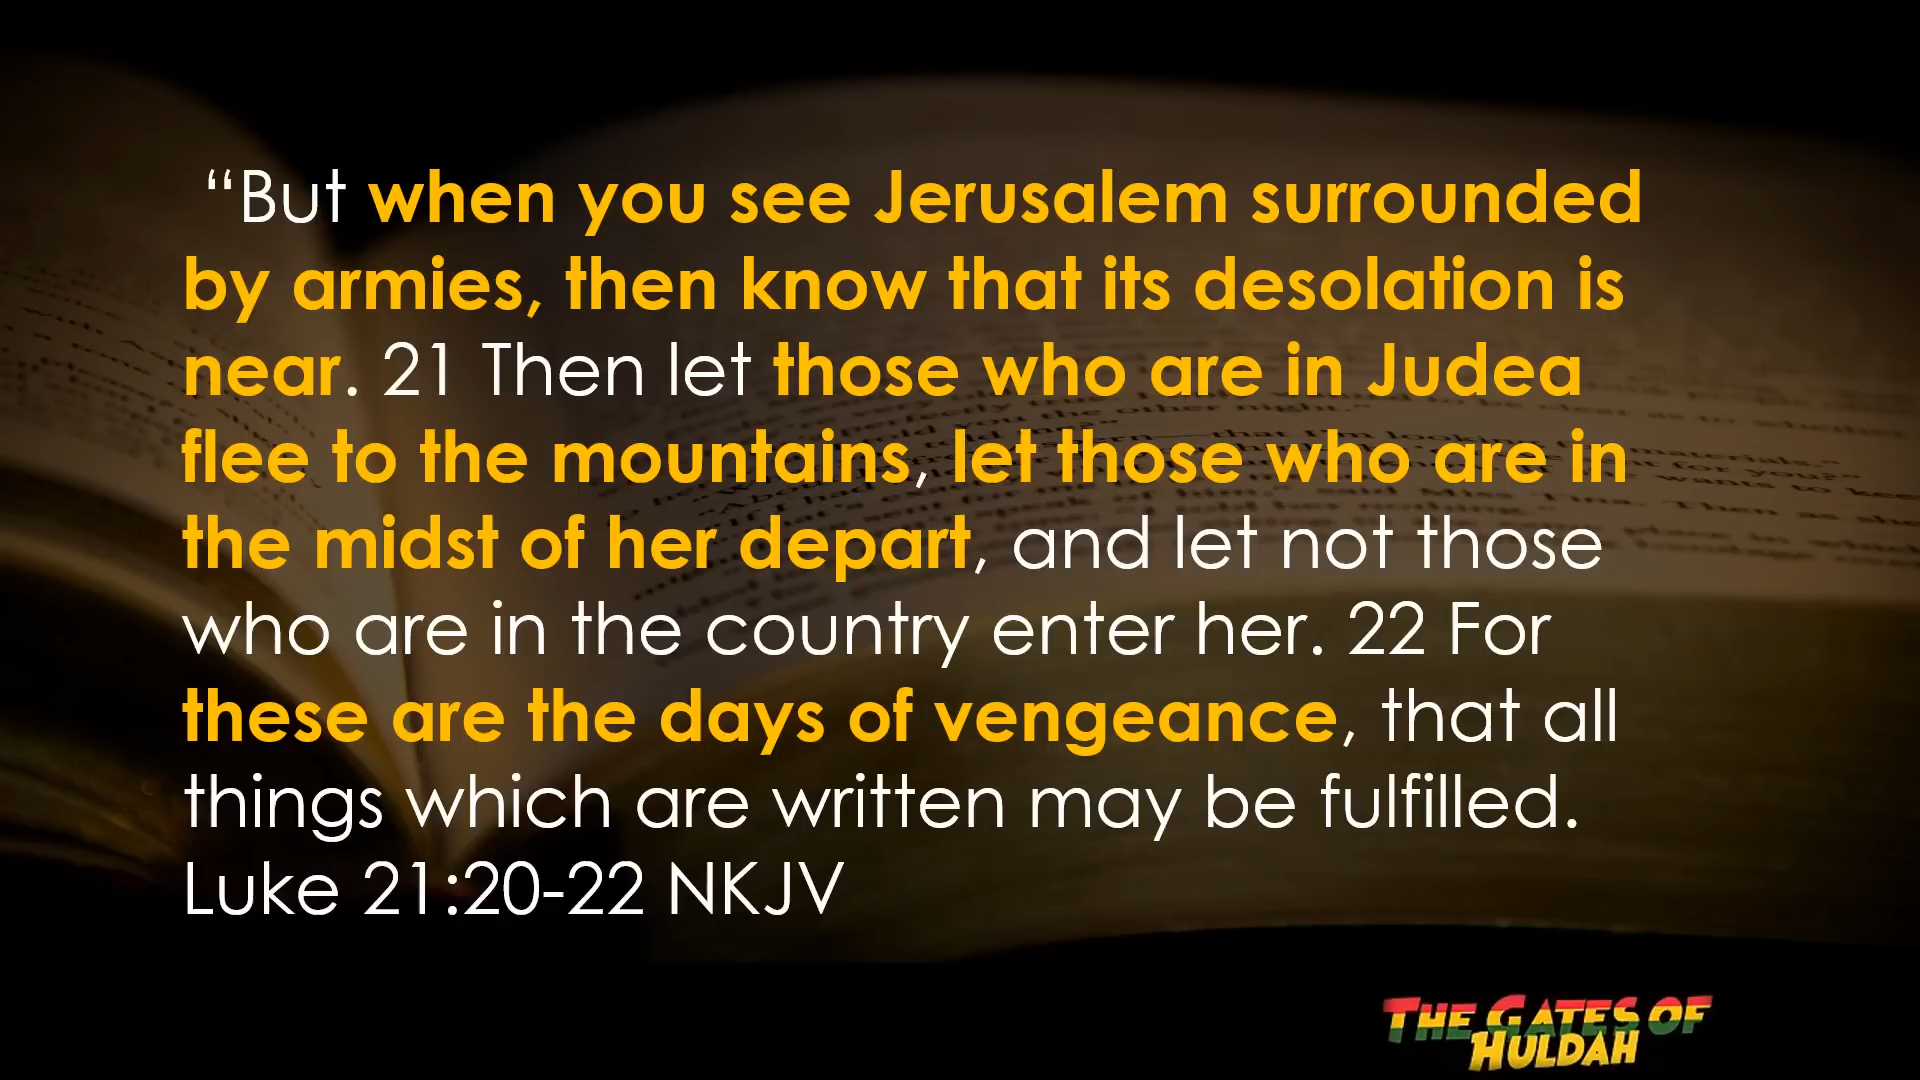 “But when you see Jerusalem surrounded
by armies, then know that its desolation is
near. 21 Then let those who are in Judea
flee to the mountains, let those who are in
the midst of her depart, and let not those
who are in the country enter her. 22 For
these are the days of vengeance, that all
things which are written may be fulfilled.
Luke 21:20-22 NKJV
THE GATES OF
HULDAH